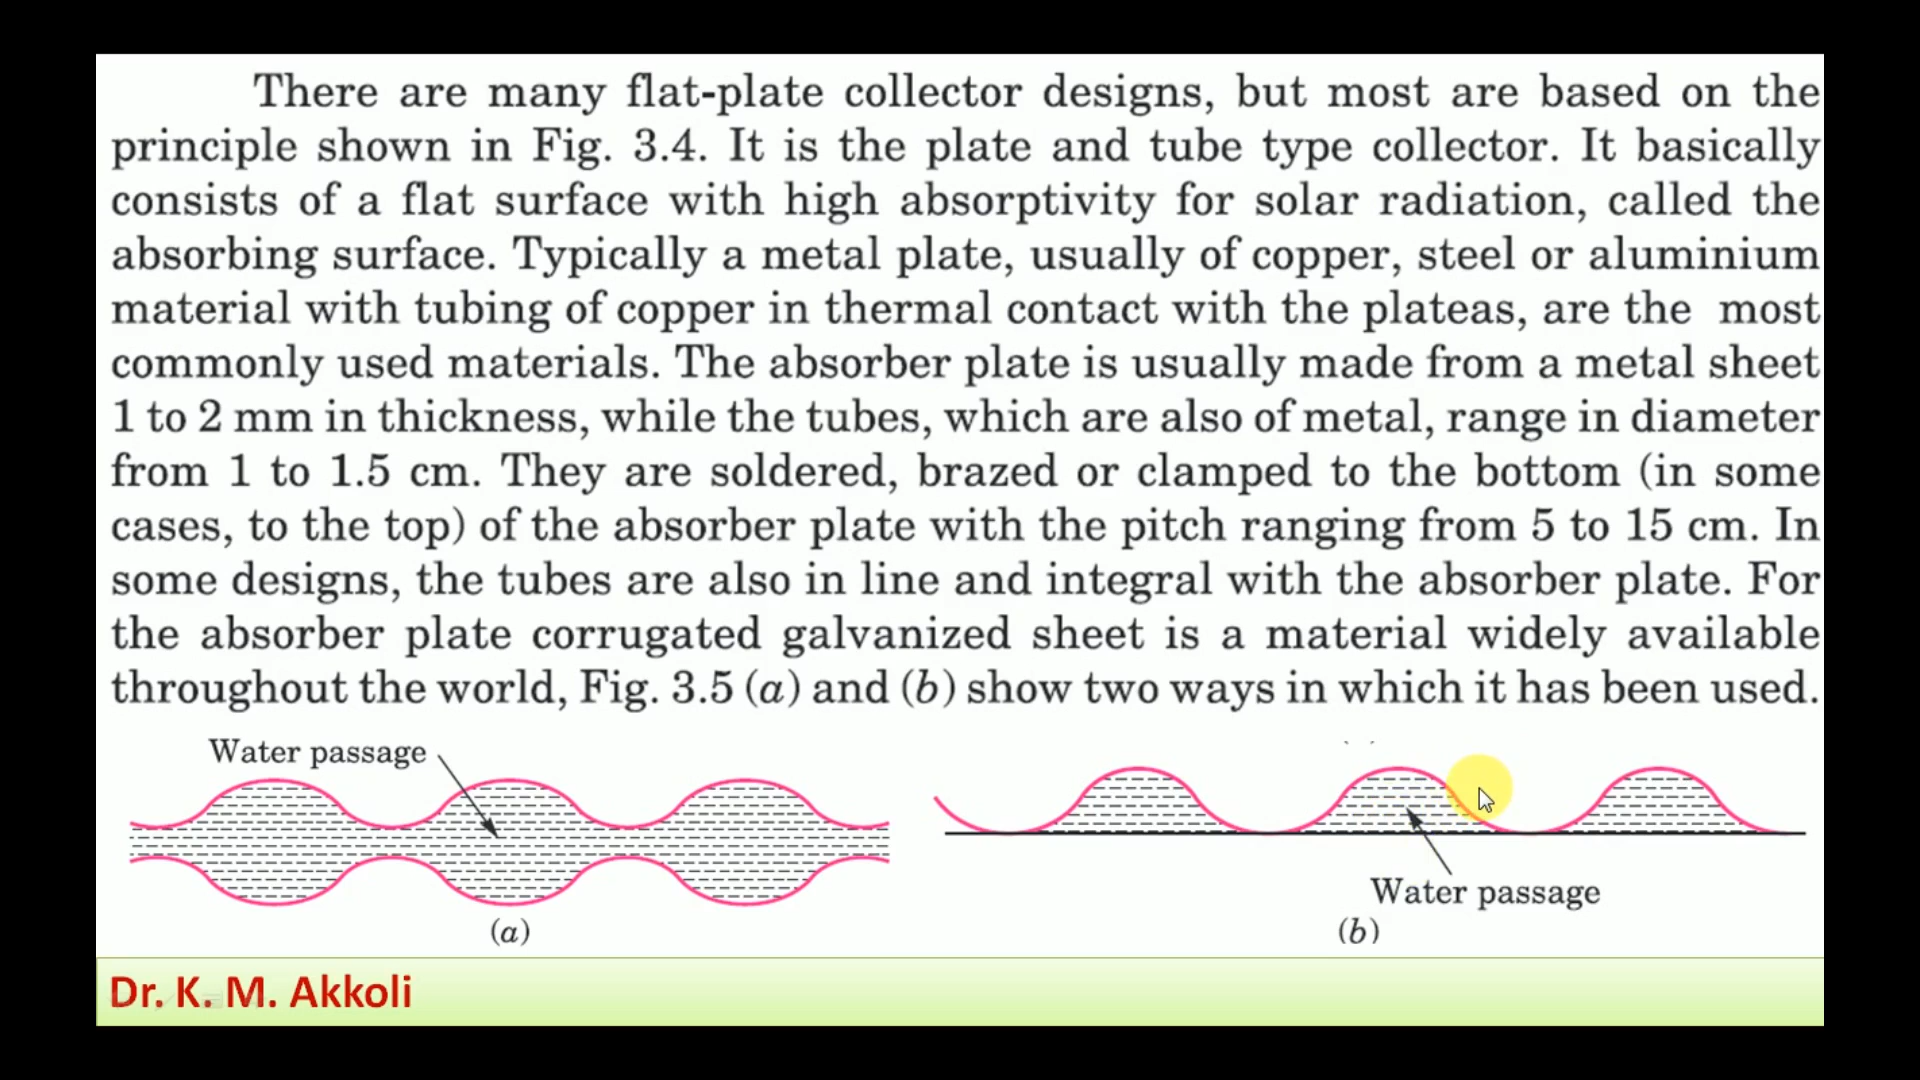 There are many flat-plate collector designs, but most are based on the
principle shown in Fig. 3.4. It is the plate and tube type collector. It basically
consists of a flat surface with high absorptivity for solar radiation, called the
absorbing surface. Typically a metal plate, usually of copper, steel or aluminium
material with tubing of copper in thermal contact with the plateas, are the most
commonly used materials. The absorber plate is usually made from a metal sheet
1 to 2 mm in thickness, while the tubes, which are also of metal, range in diameter
from 1 to 1.5 cm. They are soldered, brazed or clamped to the bottom (in some
cases, to the top) of the absorber plate with the pitch ranging from 5 to 15 cm. In
some designs, the tubes are also in line and integral with the absorber plate. For
the absorber plate corrugated galvanized sheet is a material widely available
throughout the world, Fig. 3.5 (a) and (b) show two ways in which it has been used.
Water passage
(a)
Water passage
(b)
Dr. K. M. Akkoli